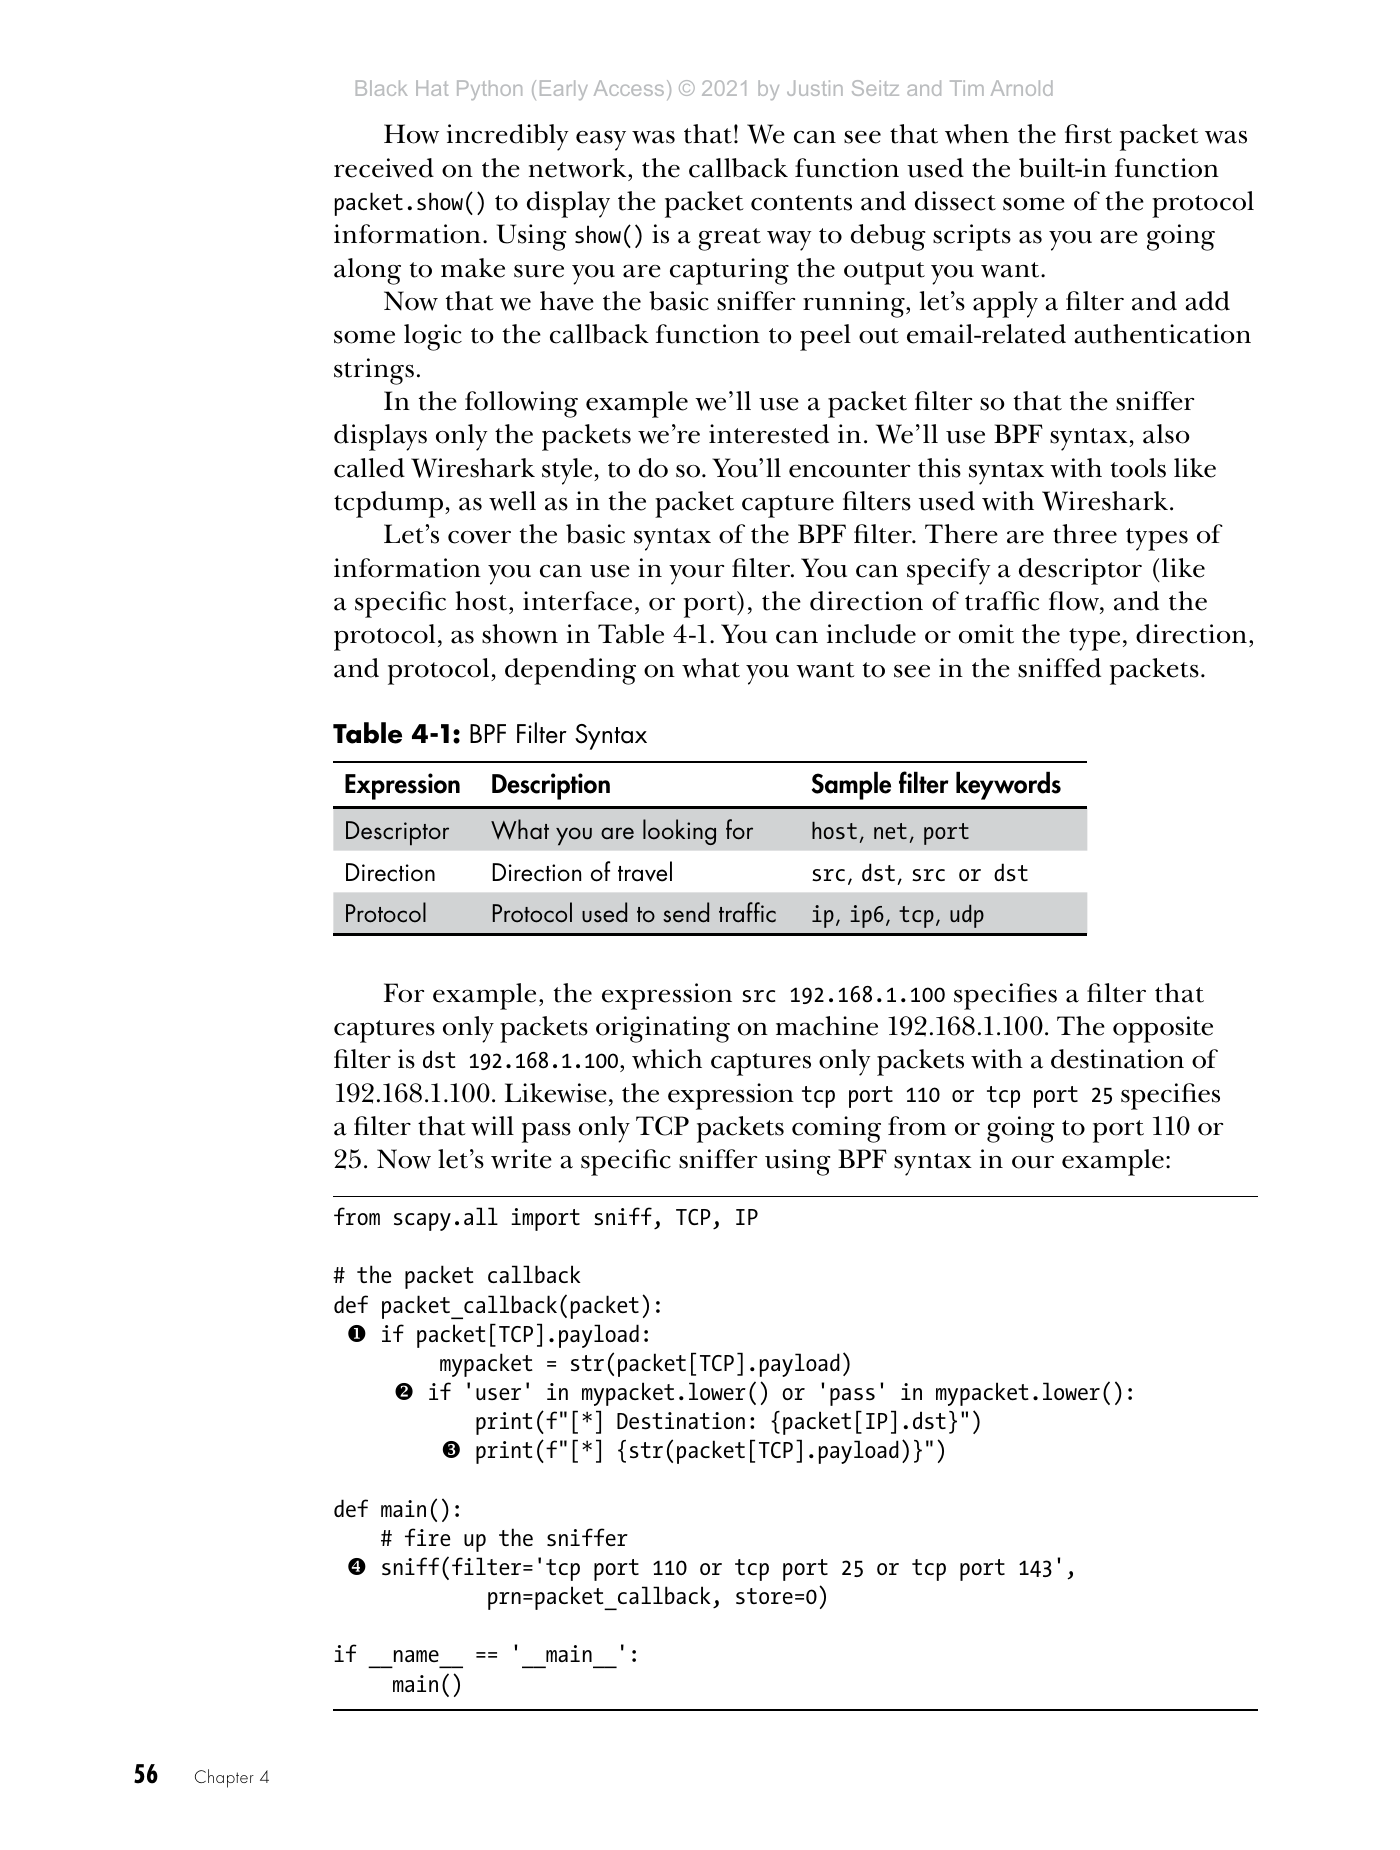 Black Hat Python (Early Access) © 2021 by Justin Seitz and Tim Arnold
How incredibly easy was that! We can see that when the first packet was
received on the network, the callback function used the built-in function
packet.show() to display the packet contents and dissect some of the protocol
information. Using show() is a great way to debug scripts as you are going
along to make sure you are capturing the output you want.
Now that we have the basic sniffer running, let’s apply a filter and add
some logic to the callback function to peel out email-related authentication
strings.
In the following example we’ll use a packet filter so that the sniffer
displays only the packets we’re interested in. We’ll use BPF syntax, also
called Wireshark style, to do so. You’ll encounter this syntax with tools like
tcpdump, as well as in the packet capture filters used with Wireshark.
Let’s cover the basic syntax of the BPF filter. There are three types of
information you can use in your filter. You can specify a descriptor (like
a specific host, interface, or port), the direction of traffic flow, and the
protocol, as shown in Table 4-1. You can include or omit the type, direction,
and protocol, depending on what you want to see in the sniffed packets.
Table 4-1: BPF Filter Syntax
Expression Description Sample filter keywords
Descriptor What you are looking for host, net, port
Direction Direction of travel src, dst, src or dst
Protocol Protocol used to send traffic ip, ip6, tcp, udp
For example, the expression src 192.168.1.100 specifies a filter that
captures only packets originating on machine 192.168.1.100. The opposite
filter is dst 192.168.1.100, which captures only packets with a destination of
192.168.1.100. Likewise, the expression tcp port 110 or tcp port 25 specifies
a filter that will pass only TCP packets coming from or going to port 110 or
25. Now let’s write a specific sniffer using BPF syntax in our example:
from scapy.all import sniff, TCP, IP
# the packet callback
def packet_callback(packet):
❶ if packet[TCP].payload:
mypacket = str(packet[TCP].payload)
❷ if 'user' in mypacket.lower() or 'pass' in mypacket.lower():
print(f"[*] Destination: {packet[IP].dst}")
❸ print(f"[*] {str(packet[TCP].payload)}")
def main():
# fire up the sniffer
❹ sniff(filter='tcp port 110 or tcp port 25 or tcp port 143',
prn=packet_callback, store=0)
if __name__ == '__main__':
main()
56 Chapter 4